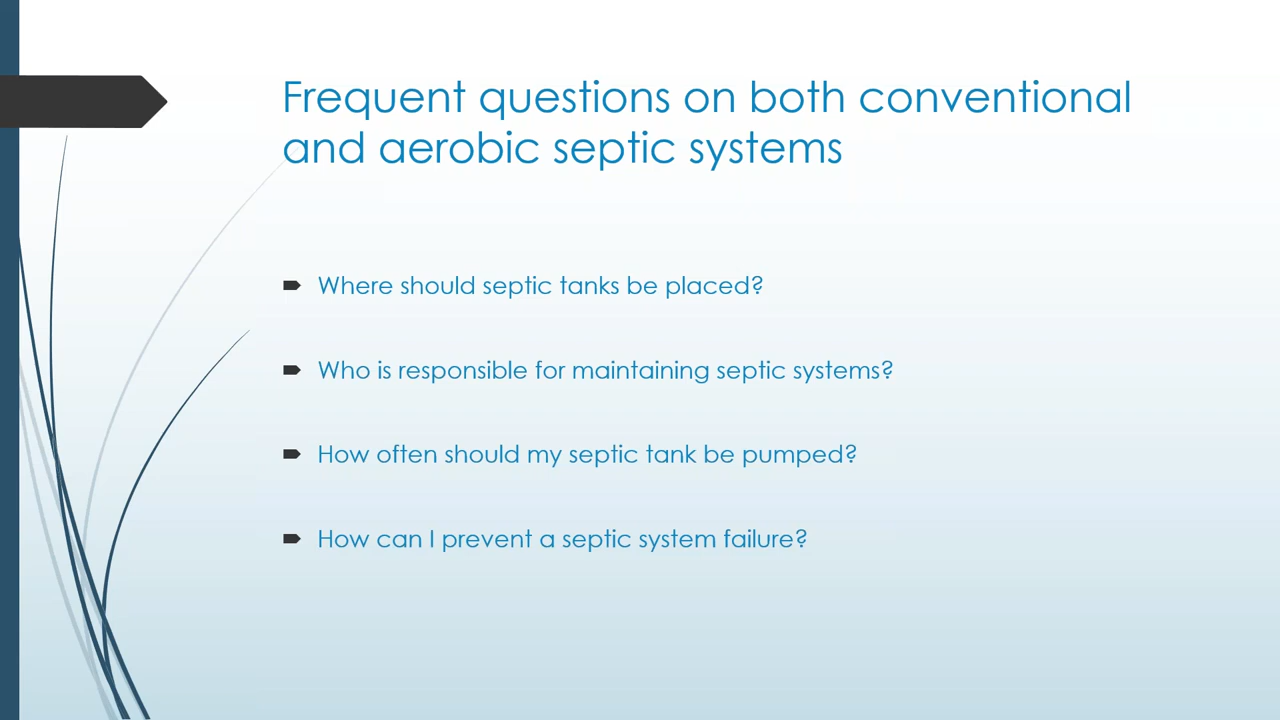 Frequent questions on both conventional
and aerobic septic systems
Where should septic tanks be placed?
Who is responsible for maintaining septic systems?
How often should my septic tank be pumped?
How can I prevent a septic system failure?